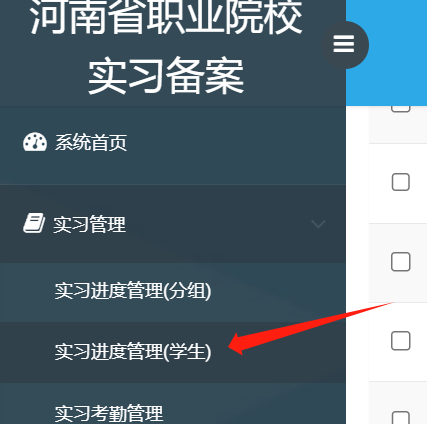 河南省职业院校
实习备案
系统首页
实习管理
实习进度管理(分组)
实习进度管理(学生)
实习考勤管理